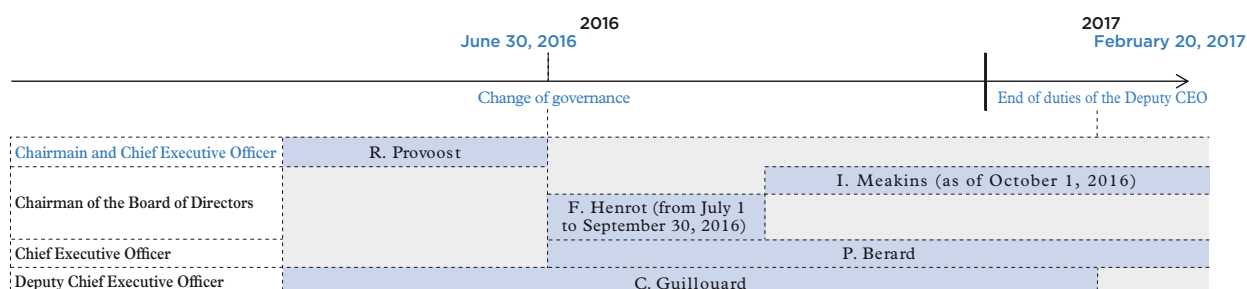 2016
2017
June 30, 2016
February 20, 2017
Change of governance
End of duties of the Deputy CEO
Chairmain and Chief Executive Officer
R. Provoost
I. Meakins (as of October 1, 2016)
Chairman of the Board of Directors
F. Henrot (from July 1
to September 30, 2016)
Chief Executive Officer
P. Berard
Deputy Chief Executive Officer
C. Guillouard